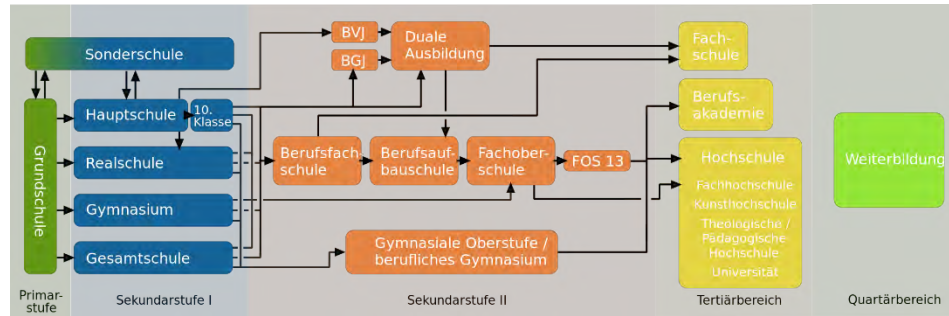 Sonderschule
Grundschule
Hauptschule
10.
Klasse
Realschule
Gymnasium
Gesamtschule
BVJ
BGJ
Duale
Ausbildung
Berufsfach
schule
Berufsauf-
bauschule
Fachober-
schule
FOS 13
Gymnasiale Oberstufe /
berufliches Gymnasium
Fach-
schule
Berufs-
akademie
Hochschule
Fachhochschule
Kunsthochschule
Theologische /
Pädagogische
Hochschule
Universität
Weiterbildung
Primar-
stufe
Sekundarstufe I
Sekundarstufe II
Tertiärbereich
Quartärbereich